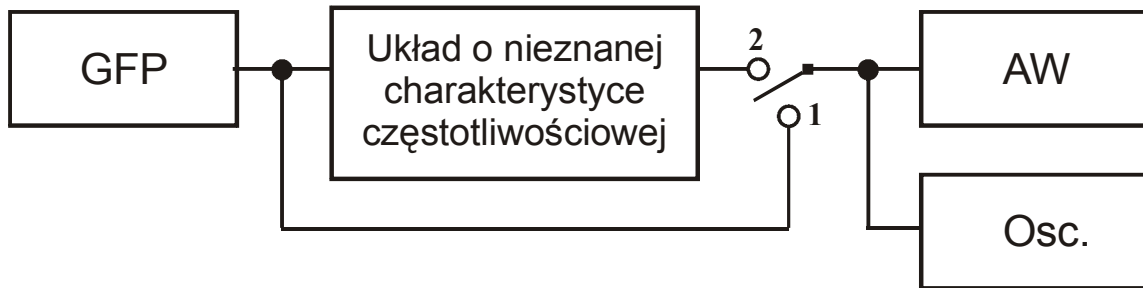 GFP
Układ o nieznanej
charakterystyce
częstotliwościowej
2
1
AW
Osc.